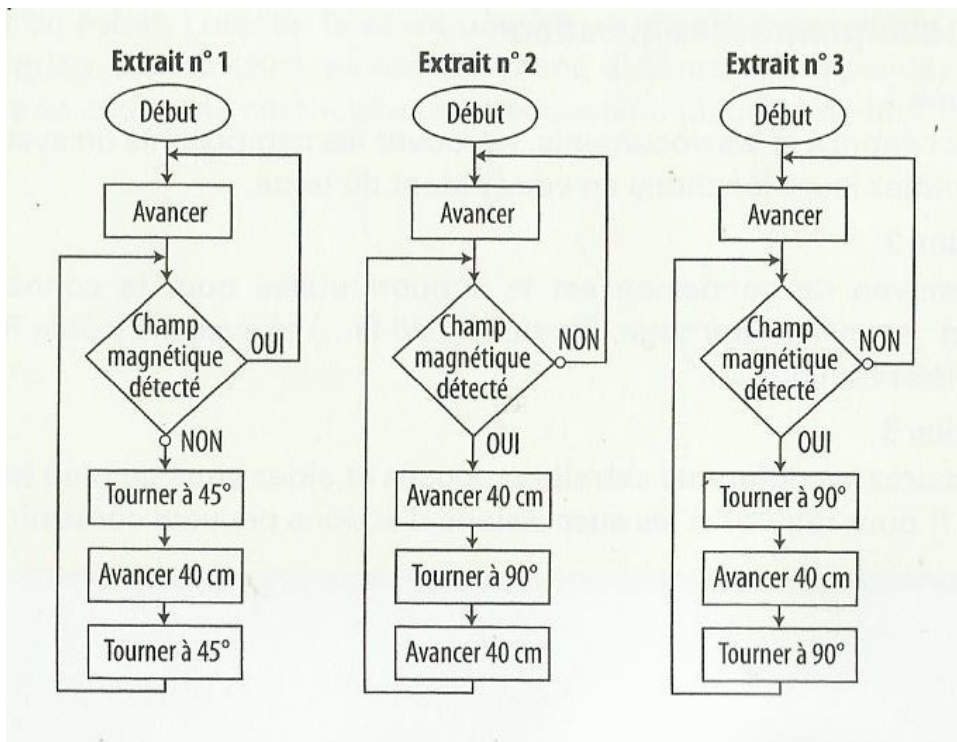 Extrait n° 1
Début
Avancer
Champ
magnétique
détecté
OUI
NON
Tourner à 45°
Avancer 40 cm
Tourner à 45°
Extrait n° 2
Début
Avancer
Champ
magnétique
détecté
NON
OUI
Avancer 40 cm
Tourner à 90°
Avancer 40 cm
Extrait n° 3
Début
Avancer
Champ
magnétique
détecté
NON
OUI
Tourner à 90°
Avancer 40 cm
Tourner à 90°